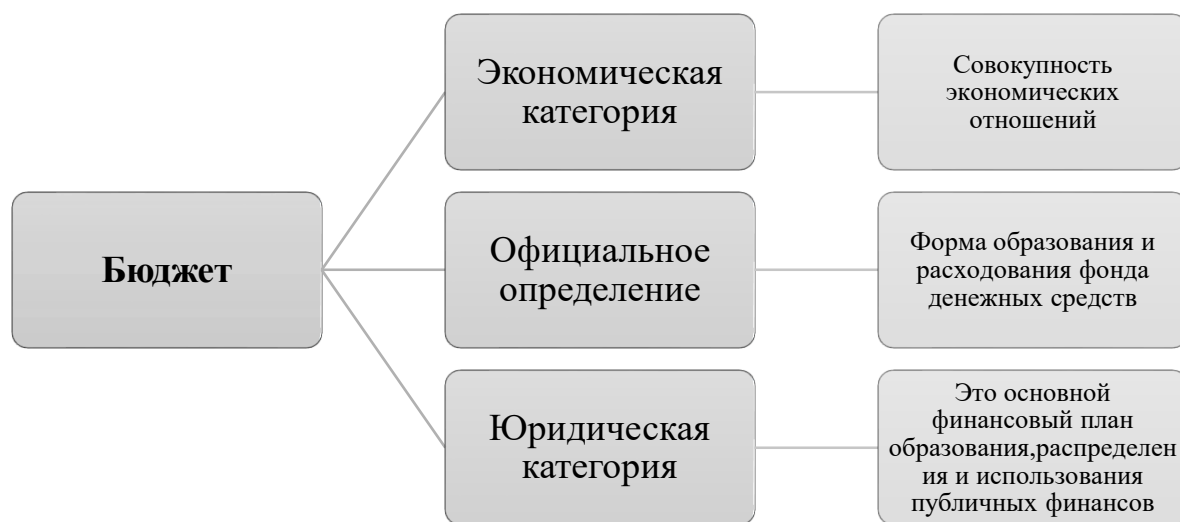 Бюджет
Экономическая
категория
Совокупность
экономических
отношений
Официальное
определение
Форма образования и
расходования фонда
денежных средств
Юридическая
категория
Это основной
финансовый план
образования,распределен
ия и использования
публичных финансов